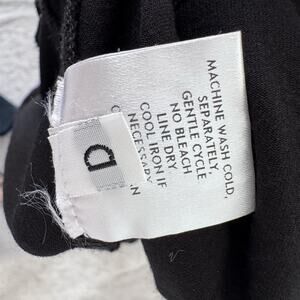 MACHINE WASH COLD,
SEPARATELY.
GENTLE CYCLE.
NO BLEACH
LINE DRY
COOL IRON IF
NECESSARY
D